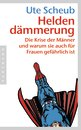 Ute Scheub
Helden
dämmerung
Die Krise der Männer
und warum sie auch für
Frauen gefährlich ist